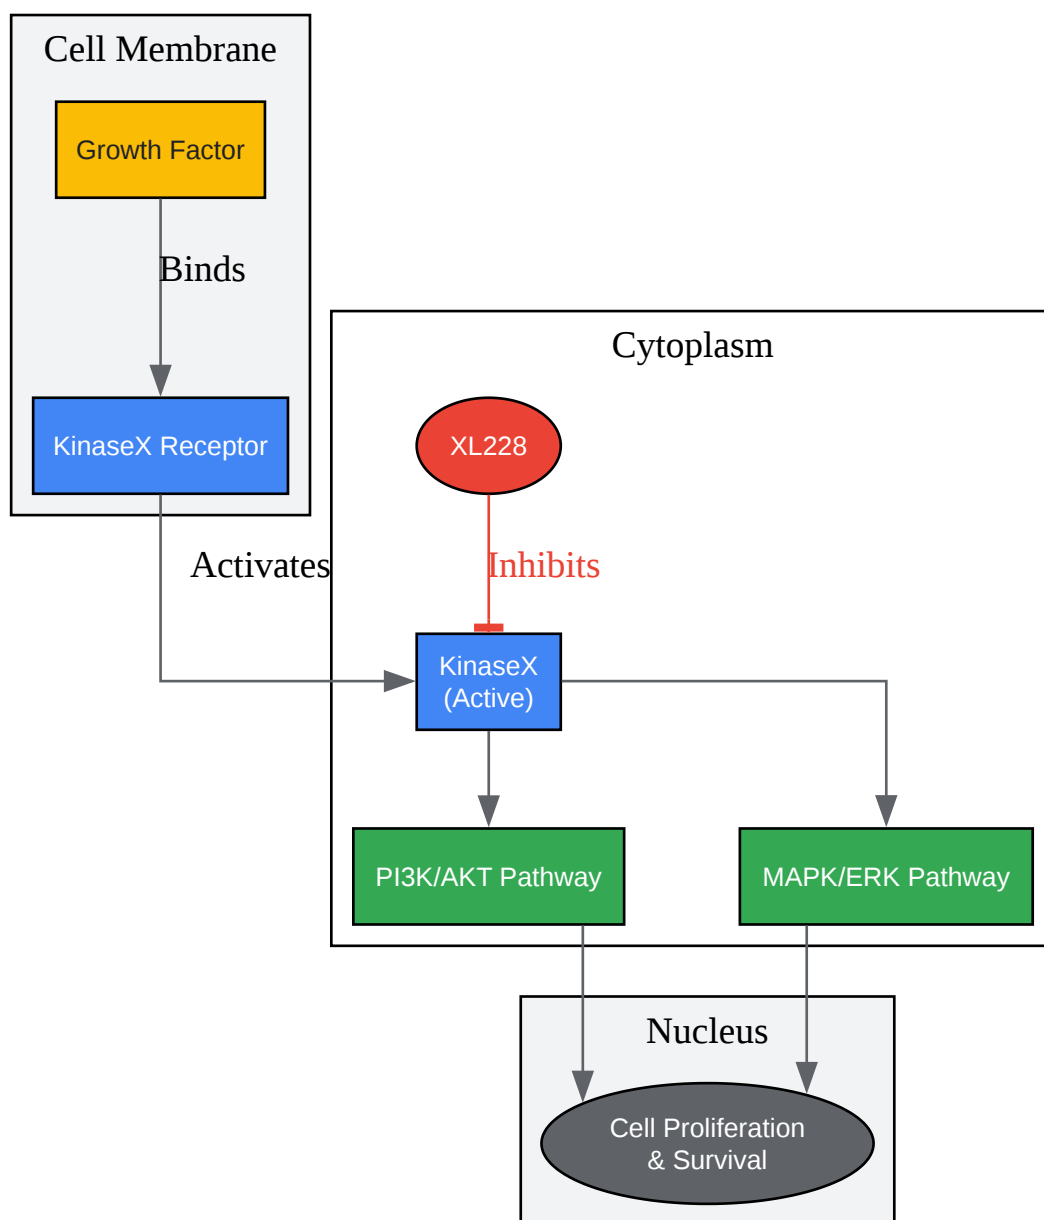 Cell Membrane
Growth Factor
Binds
KinaseX Receptor
Activates
Cytoplasm
XL228
Inhibits
KinaseX
(Active)
PI3K/AKT Pathway
MAPK/ERK Pathway
Nucleus
Cell Proliferation
& Survival